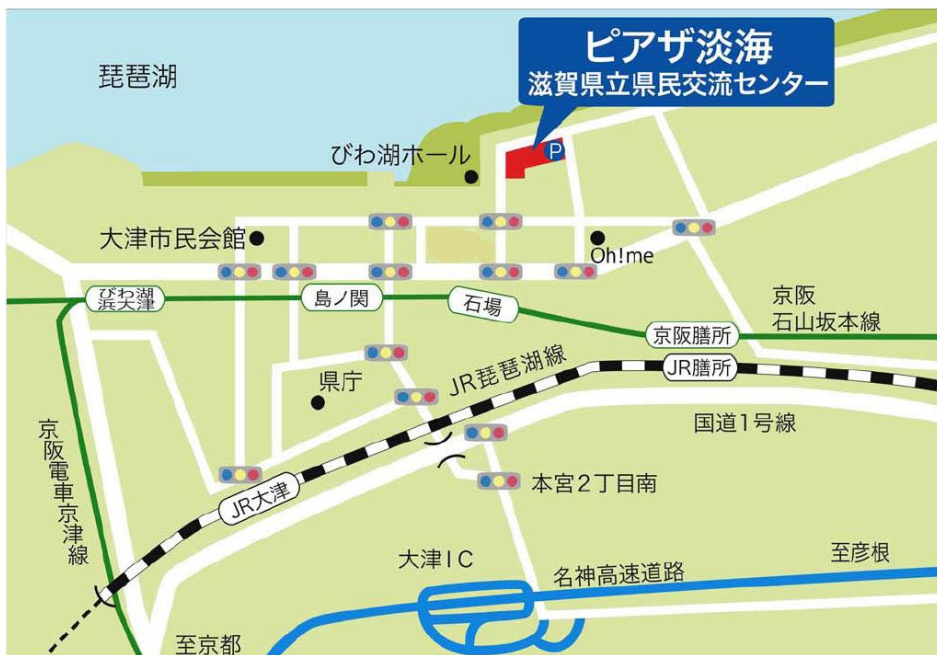 ピアザ淡海
滋賀県立県民交流センター
琵琶湖
P
びわ湖ホール
大津市民会館
Oh!me
びわ湖
浜大津
島ノ関
石場
京阪膳所
京阪
石山坂本線
県庁
JR琵琶湖線
JR膳所
国道1号線
京阪電車京津線
JR大津
本宮2丁目南
大津IC
名神高速道路
至彦根
至京都